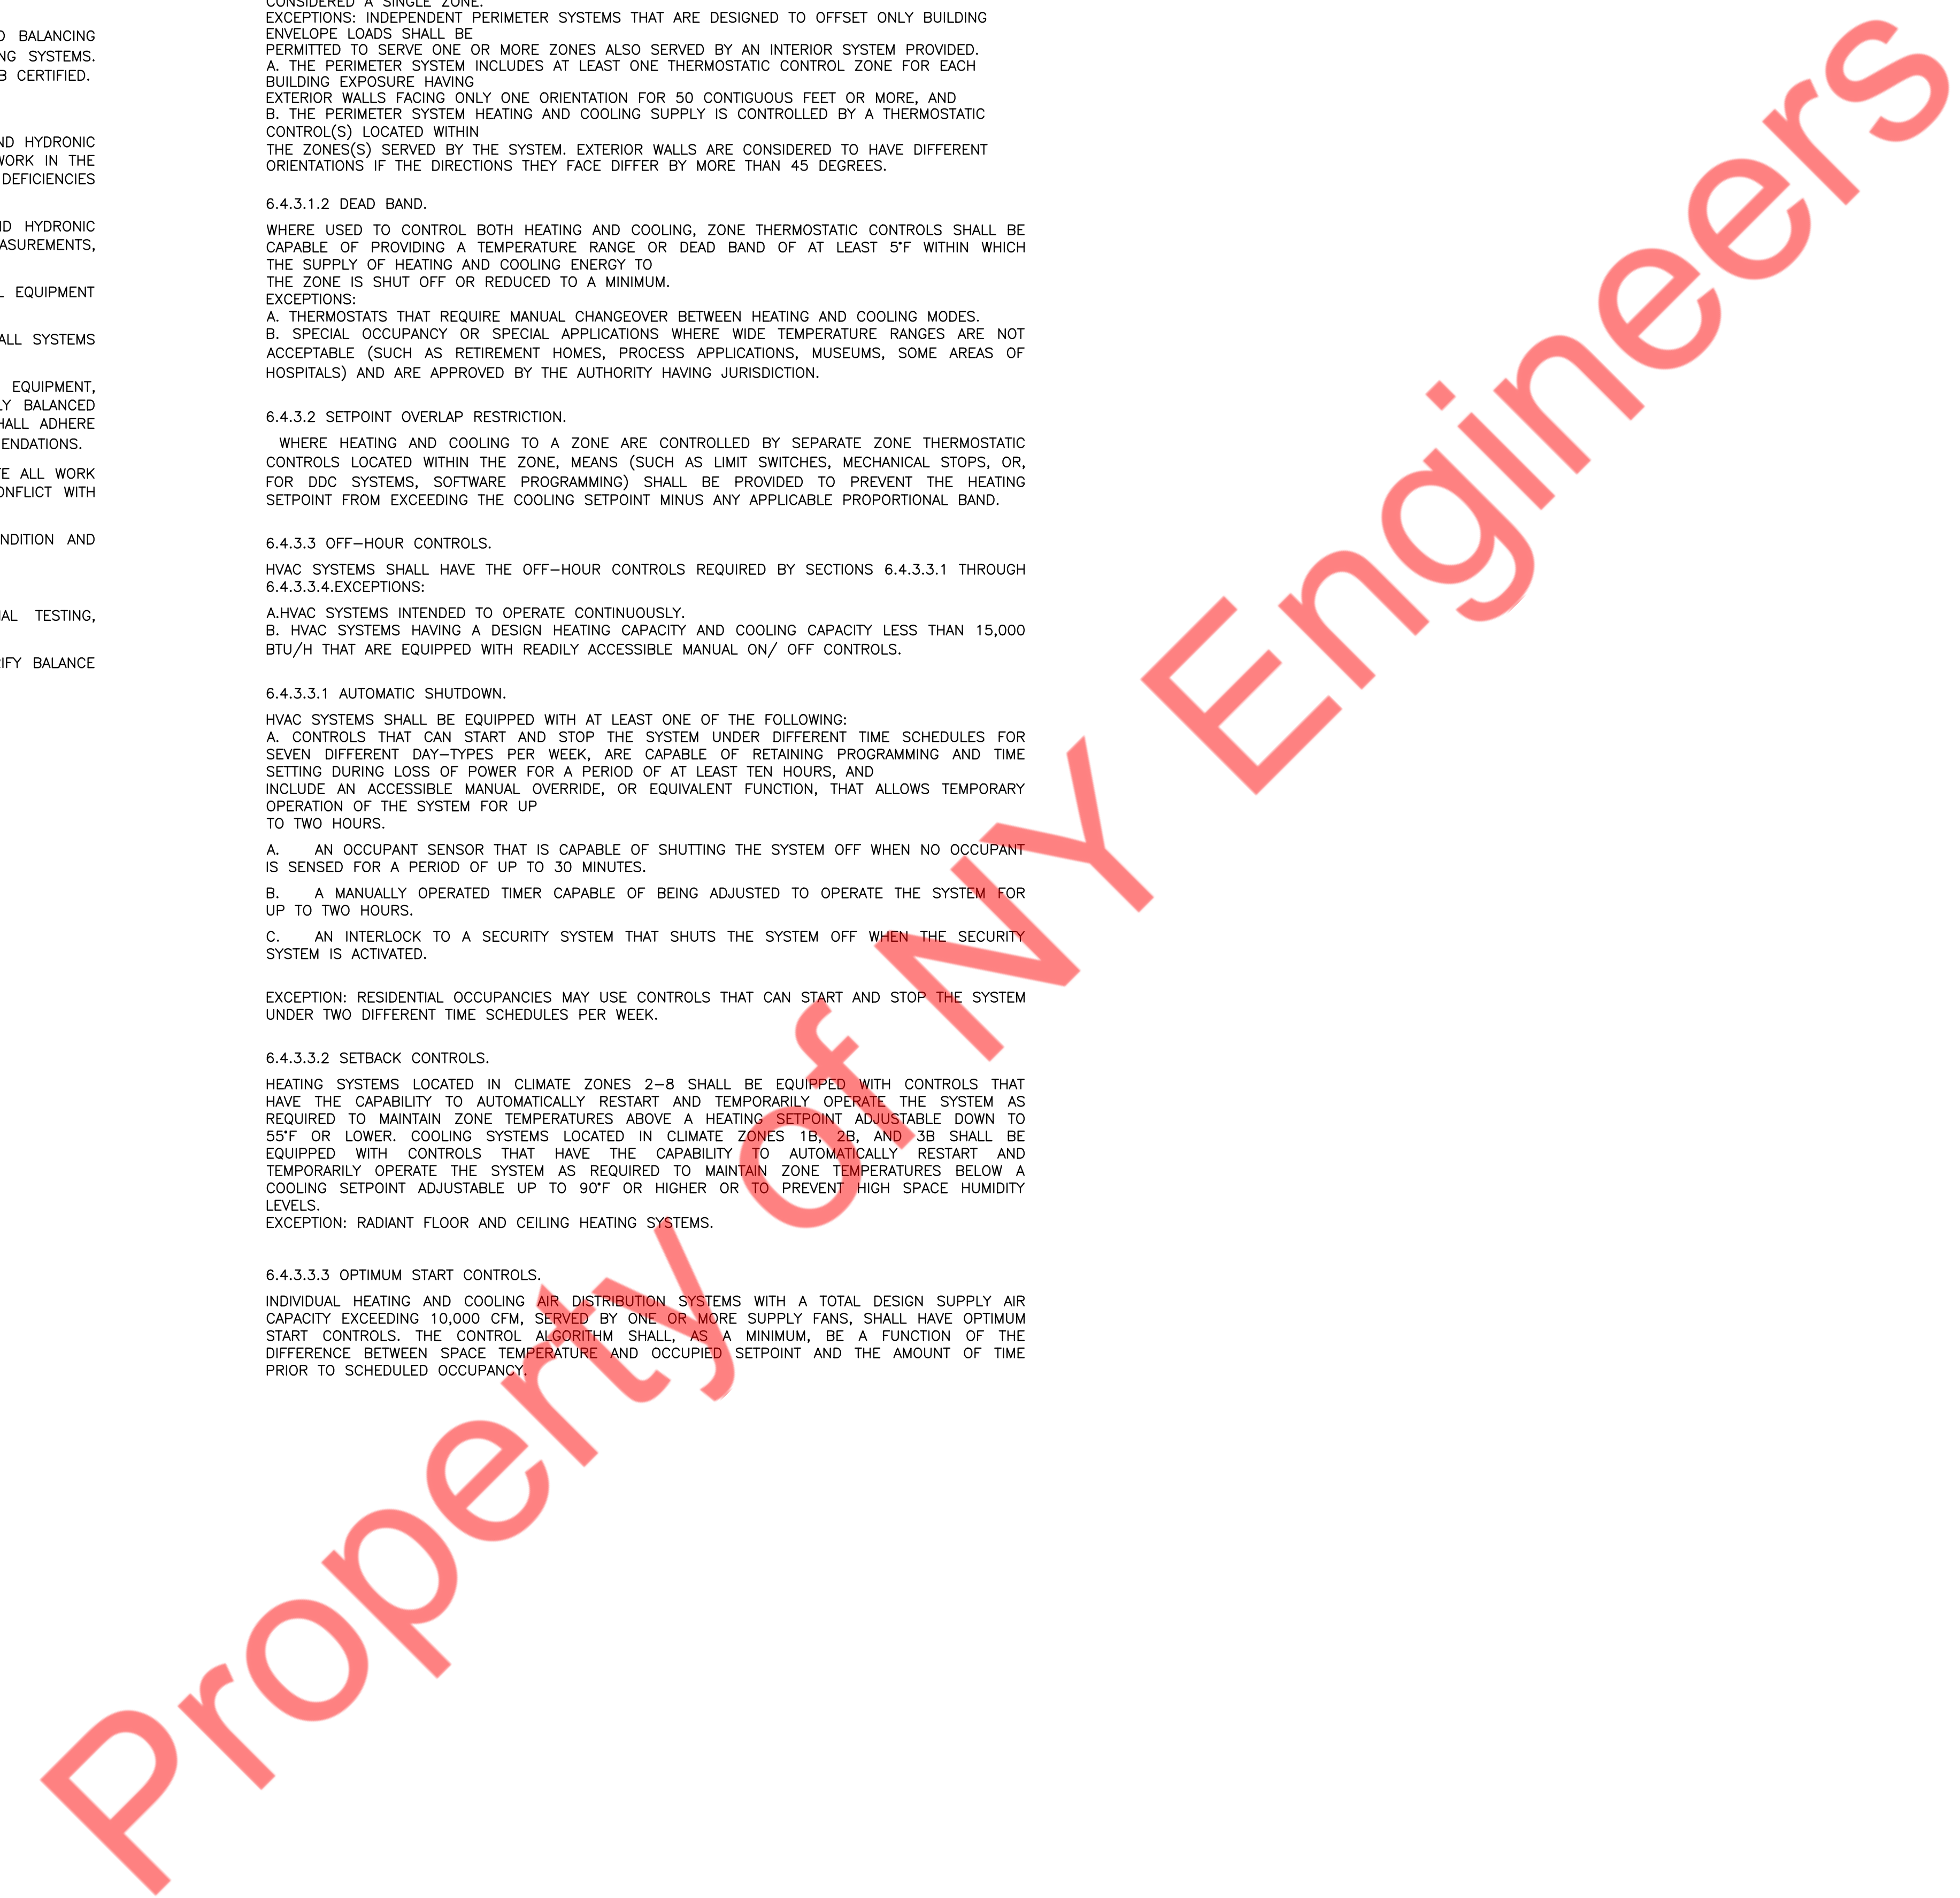 D BALANCING
NG SYSTEMS.
B CERTIFIED.
ND HYDRONIC
WORK IN THE
DEFICIENCIES
ND HYDRONIC
ASUREMENTS,
L EQUIPMENT
ALL SYSTEMS
EQUIPMENT,
LY BALANCED
HALL ADHERE
ENDATIONS.
TE ALL WORK
ONFLICT WITH
NDITION AND
IAL TESTING,
IFY BALANCE
CONSIDERED A SINGLE ZONE.
EXCEPTIONS: INDEPENDENT PERIMETER SYSTEMS THAT ARE DESIGNED TO OFFSET ONLY BUILDING
ENVELOPE LOADS SHALL BE
PERMITTED TO SERVE ONE OR MORE ZONES ALSO SERVED BY AN INTERIOR SYSTEM PROVIDED.
A. THE PERIMETER SYSTEM INCLUDES AT LEAST ONE THERMOSTATIC CONTROL ZONE FOR EACH
BUILDING EXPOSURE HAVING
EXTERIOR WALLS FACING ONLY ONE ORIENTATION FOR 50 CONTIGUOUS FEET OR MORE, AND
B. THE PERIMETER SYSTEM HEATING AND COOLING SUPPLY IS CONTROLLED BY A THERMOSTATIC
CONTROL(S) LOCATED WITHIN
THE ZONES(S) SERVED BY THE SYSTEM. EXTERIOR WALLS ARE CONSIDERED TO HAVE DIFFERENT
ORIENTATIONS IF THE DIRECTIONS THEY FACE DIFFER BY MORE THAN 45 DEGREES.
6.4.3.1.2 DEAD BAND.
WHERE USED TO CONTROL BOTH HEATING AND COOLING, ZONE THERMOSTATIC CONTROLS SHALL BE
CAPABLE OF PROVIDING A TEMPERATURE RANGE OR DEAD BAND OF AT LEAST 5°F WITHIN WHICH
THE SUPPLY OF HEATING AND COOLING ENERGY TO
THE ZONE IS SHUT OFF OR REDUCED TO A MINIMUM.
EXCEPTIONS:
A. THERMOSTATS THAT REQUIRE MANUAL CHANGEOVER BETWEEN HEATING AND COOLING MODES.
B. SPECIAL OCCUPANCY OR SPECIAL APPLICATIONS WHERE WIDE TEMPERATURE RANGES ARE NOT
ACCEPTABLE (SUCH AS RETIREMENT HOMES, PROCESS APPLICATIONS, MUSEUMS, SOME AREAS OF
HOSPITALS) AND ARE APPROVED BY THE AUTHORITY HAVING JURISDICTION.
6.4.3.2 SETPOINT OVERLAP RESTRICTION.
WHERE HEATING AND COOLING TO A ZONE ARE CONTROLLED BY SEPARATE ZONE THERMOSTATIC
CONTROLS LOCATED WITHIN THE ZONE, MEANS (SUCH AS LIMIT SWITCHES, MECHANICAL STOPS, OR,
FOR DDC SYSTEMS, SOFTWARE PROGRAMMING) SHALL BE PROVIDED TO PREVENT THE HEATING
SETPOINT FROM EXCEEDING THE COOLING SETPOINT MINUS ANY APPLICABLE PROPORTIONAL BAND.
6.4.3.3 OFF-HOUR CONTROLS.
HVAC SYSTEMS SHALL HAVE THE OFF-HOUR CONTROLS REQUIRED BY SECTIONS 6.4.3.3.1 THROUGH
6.4.3.3.4.EXCEPTIONS:
A.HVAC SYSTEMS INTENDED TO OPERATE CONTINUOUSLY.
B. HVAC SYSTEMS HAVING A DESIGN HEATING CAPACITY AND COOLING CAPACITY LESS THAN 15,000
BTU/H THAT ARE EQUIPPED WITH READILY ACCESSIBLE MANUAL ON/ OFF CONTROLS.
6.4.3.3.1 AUTOMATIC SHUTDOWN.
HVAC SYSTEMS SHALL BE EQUIPPED WITH AT LEAST ONE OF THE FOLLOWING:
A. CONTROLS THAT CAN START AND STOP THE SYSTEM UNDER DIFFERENT TIME SCHEDULES FOR
SEVEN DIFFERENT DAY-TYPES PER WEEK, ARE CAPABLE OF RETAINING PROGRAMMING AND TIME
SETTING DURING LOSS OF POWER FOR A PERIOD OF AT LEAST TEN HOURS, AND
INCLUDE AN ACCESSIBLE MANUAL OVERRIDE, OR EQUIVALENT FUNCTION, THAT ALLOWS TEMPORARY
OPERATION OF THE SYSTEM FOR UP
TO TWO HOURS.
A. AN OCCUPANT SENSOR THAT IS CAPABLE OF SHUTTING THE SYSTEM OFF WHEN NO OCCUPANT
IS SENSED FOR A PERIOD OF UP TO 30 MINUTES.
B. A MANUALLY OPERATED TIMER CAPABLE OF BEING ADJUSTED TO OPERATE THE SYSTEM FOR
UP TO TWO HOURS.
C. AN INTERLOCK TO A SECURITY SYSTEM THAT SHUTS THE SYSTEM OFF WHEN THE SECURITY
SYSTEM IS ACTIVATED.
EXCEPTION: RESIDENTIAL OCCUPANCIES MAY USE CONTROLS THAT CAN START AND STOP THE SYSTEM
UNDER TWO DIFFERENT TIME SCHEDULES PER WEEK.
6.4.3.3.2 SETBACK CONTROLS.
HEATING SYSTEMS LOCATED IN CLIMATE ZONES 2-8 SHALL BE EQUIPPED WITH CONTROLS THAT
HAVE THE CAPABILITY TO AUTOMATICALLY RESTART AND TEMPORARILY OPERATE THE SYSTEM AS
REQUIRED TO MAINTAIN ZONE TEMPERATURES ABOVE A HEATING SETPOINT ADJUSTABLE DOWN TO
55°F OR LOWER. COOLING SYSTEMS LOCATED IN CLIMATE ZONES 1B, 2B, AND 3B SHALL BE
EQUIPPED WITH CONTROLS THAT HAVE THE CAPABILITY TO AUTOMATICALLY RESTART AND
TEMPORARILY OPERATE THE SYSTEM AS REQUIRED TO MAINTAIN ZONE TEMPERATURES BELOW A
COOLING SETPOINT ADJUSTABLE UP TO 90°F OR HIGHER OR TO PREVENT HIGH SPACE HUMIDITY
LEVELS.
EXCEPTION: RADIANT FLOOR AND CEILING HEATING SYSTEMS.
6.4.3.3.3 OPTIMUM START CONTROLS.
INDIVIDUAL HEATING AND COOLING AIR DISTRIBUTION SYSTEMS WITH A TOTAL DESIGN SUPPLY AIR
CAPACITY EXCEEDING 10,000 CFM, SERVED BY ONE OR MORE SUPPLY FANS, SHALL HAVE OPTIMUM
START CONTROLS. THE CONTROL ALGORITHM SHALL, AS A MINIMUM, BE A FUNCTION OF THE
DIFFERENCE BETWEEN SPACE TEMPERATURE AND OCCUPIED SETPOINT AND THE AMOUNT OF TIME
PRIOR TO SCHEDULED OCCUPANCY.
Property of NY Engineers